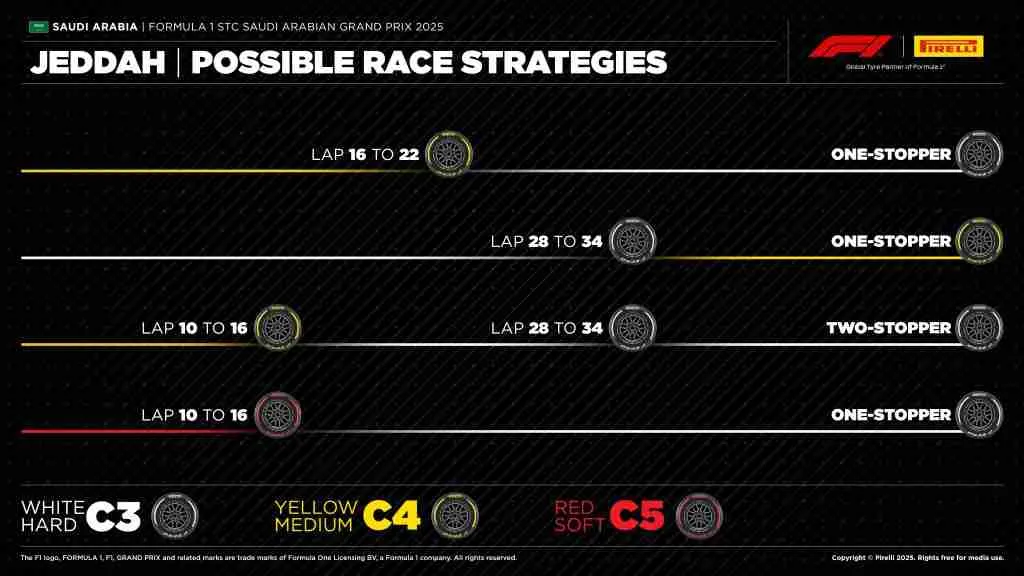 SAUDI ARABIA | FORMULA 1 STC SAUDI ARABIAN GRAND PRIX 2025
JEDDAH | POSSIBLE RACE STRATEGIES
F1 | PIRELLI
Global Tyre Partner of Formula 1®
LAP 16 TO 22 ONE-STOPPER
LAP 28 TO 34 ONE-STOPPER
LAP 10 TO 16 LAP 28 TO 34 TWO-STOPPER
LAP 10 TO 16 ONE-STOPPER
WHITE HARD C3
YELLOW MEDIUM C4
RED SOFT C5
The F1 logo, FORMULA 1, F1, GRAND PRIX and related marks are trade marks of Formula One Licensing BV, a Formula 1 company. All rights reserved.
Copyright © Pirelli 2025. Rights free for media use.